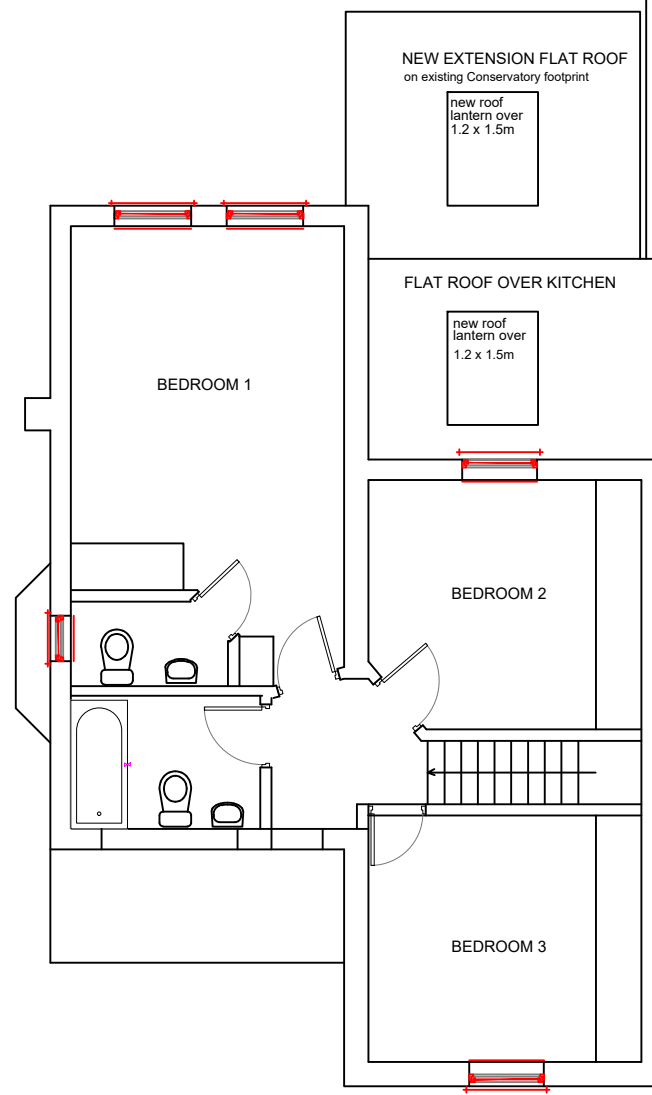 NEW EXTENSION FLAT ROOF
on existing Conservatory footprint
new roof
lantern over
1.2 x 1.5m
FLAT ROOF OVER KITCHEN
new roof
lantern over
1.2 x 1.5m
BEDROOM 1
BEDROOM 2
BEDROOM 3